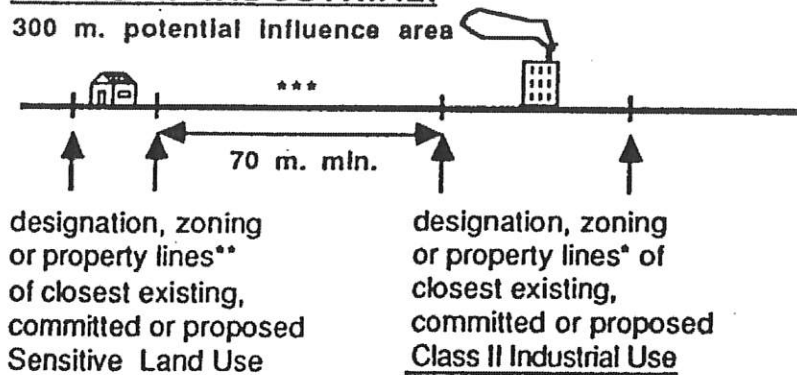 300 m. potential influence area
***
70 m. min.
designation, zoning
or property lines**
of closest existing,
committed or proposed
Sensitive Land Use
designation, zoning
or property lines* of
closest existing,
committed or proposed
Class II Industrial Use